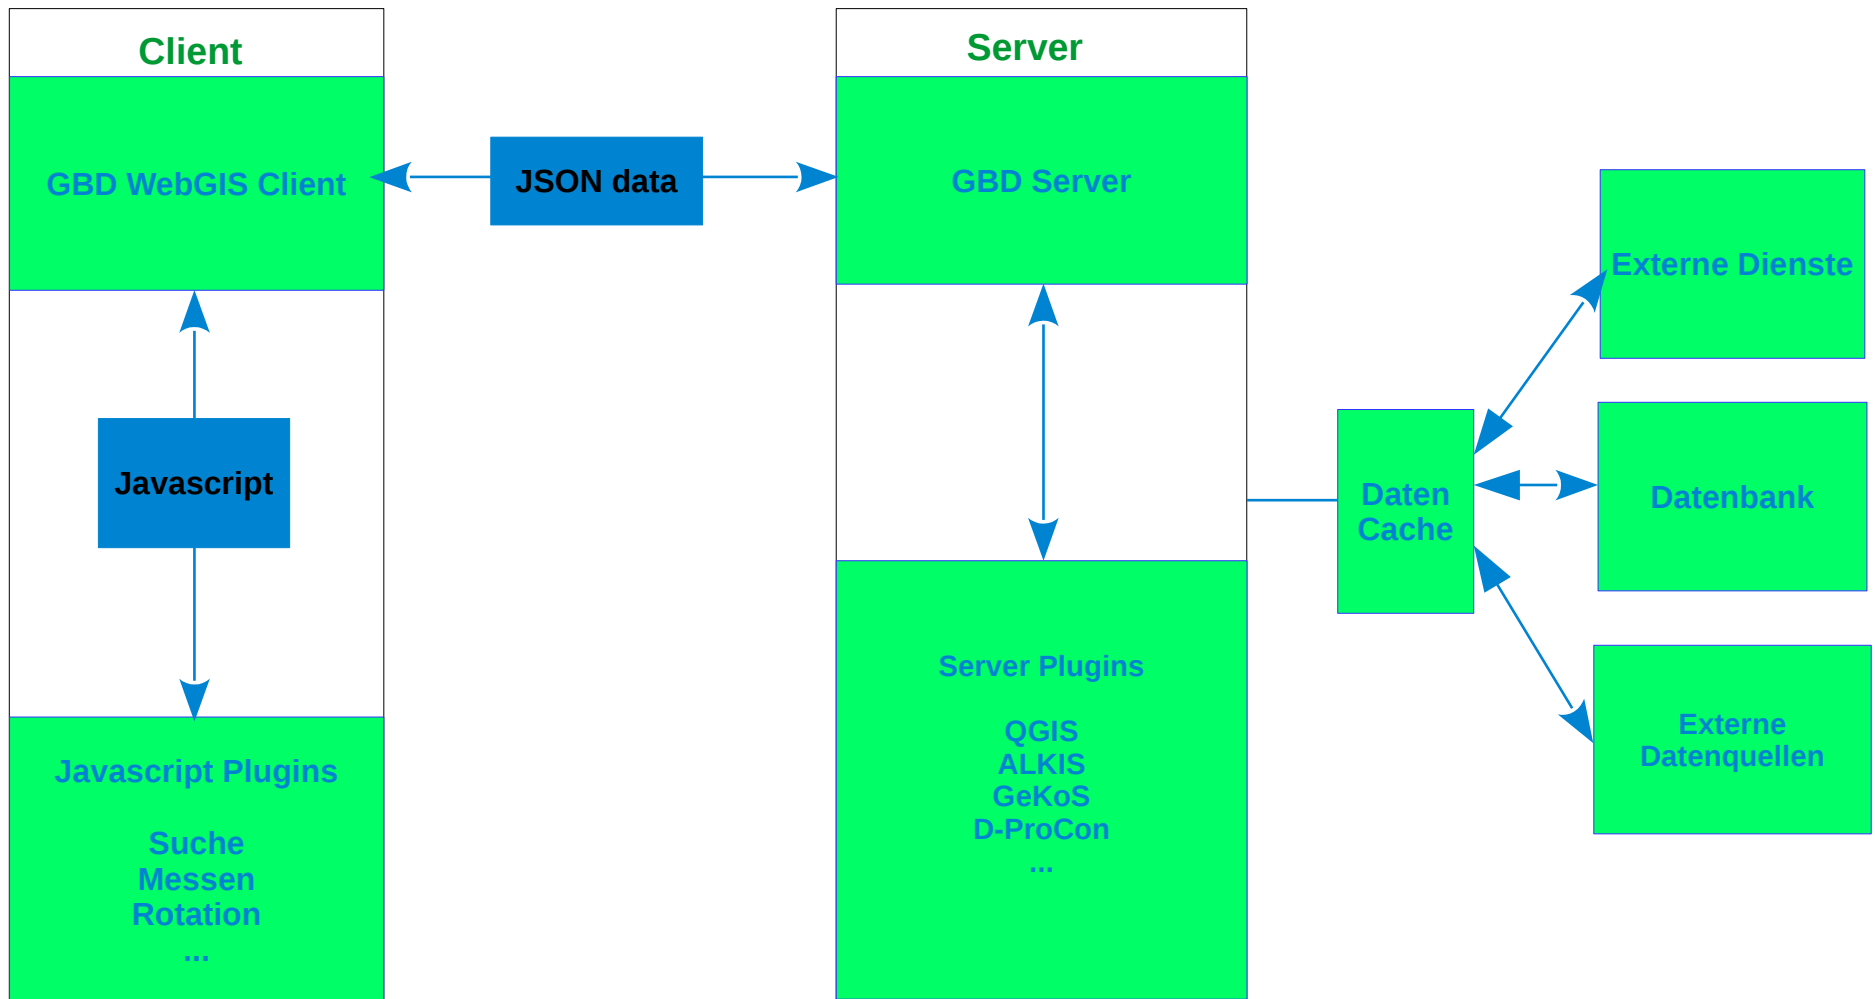 Client
GBD WebGIS Client
Javascript
Javascript Plugins
Suche
Messen
Rotation
...
JSON data
Server
GBD Server
Server Plugins
QGIS
ALKIS
GeKoS
D-ProCon
...
Daten
Cache
Externe Dienste
Datenbank
Externe
Datenquellen